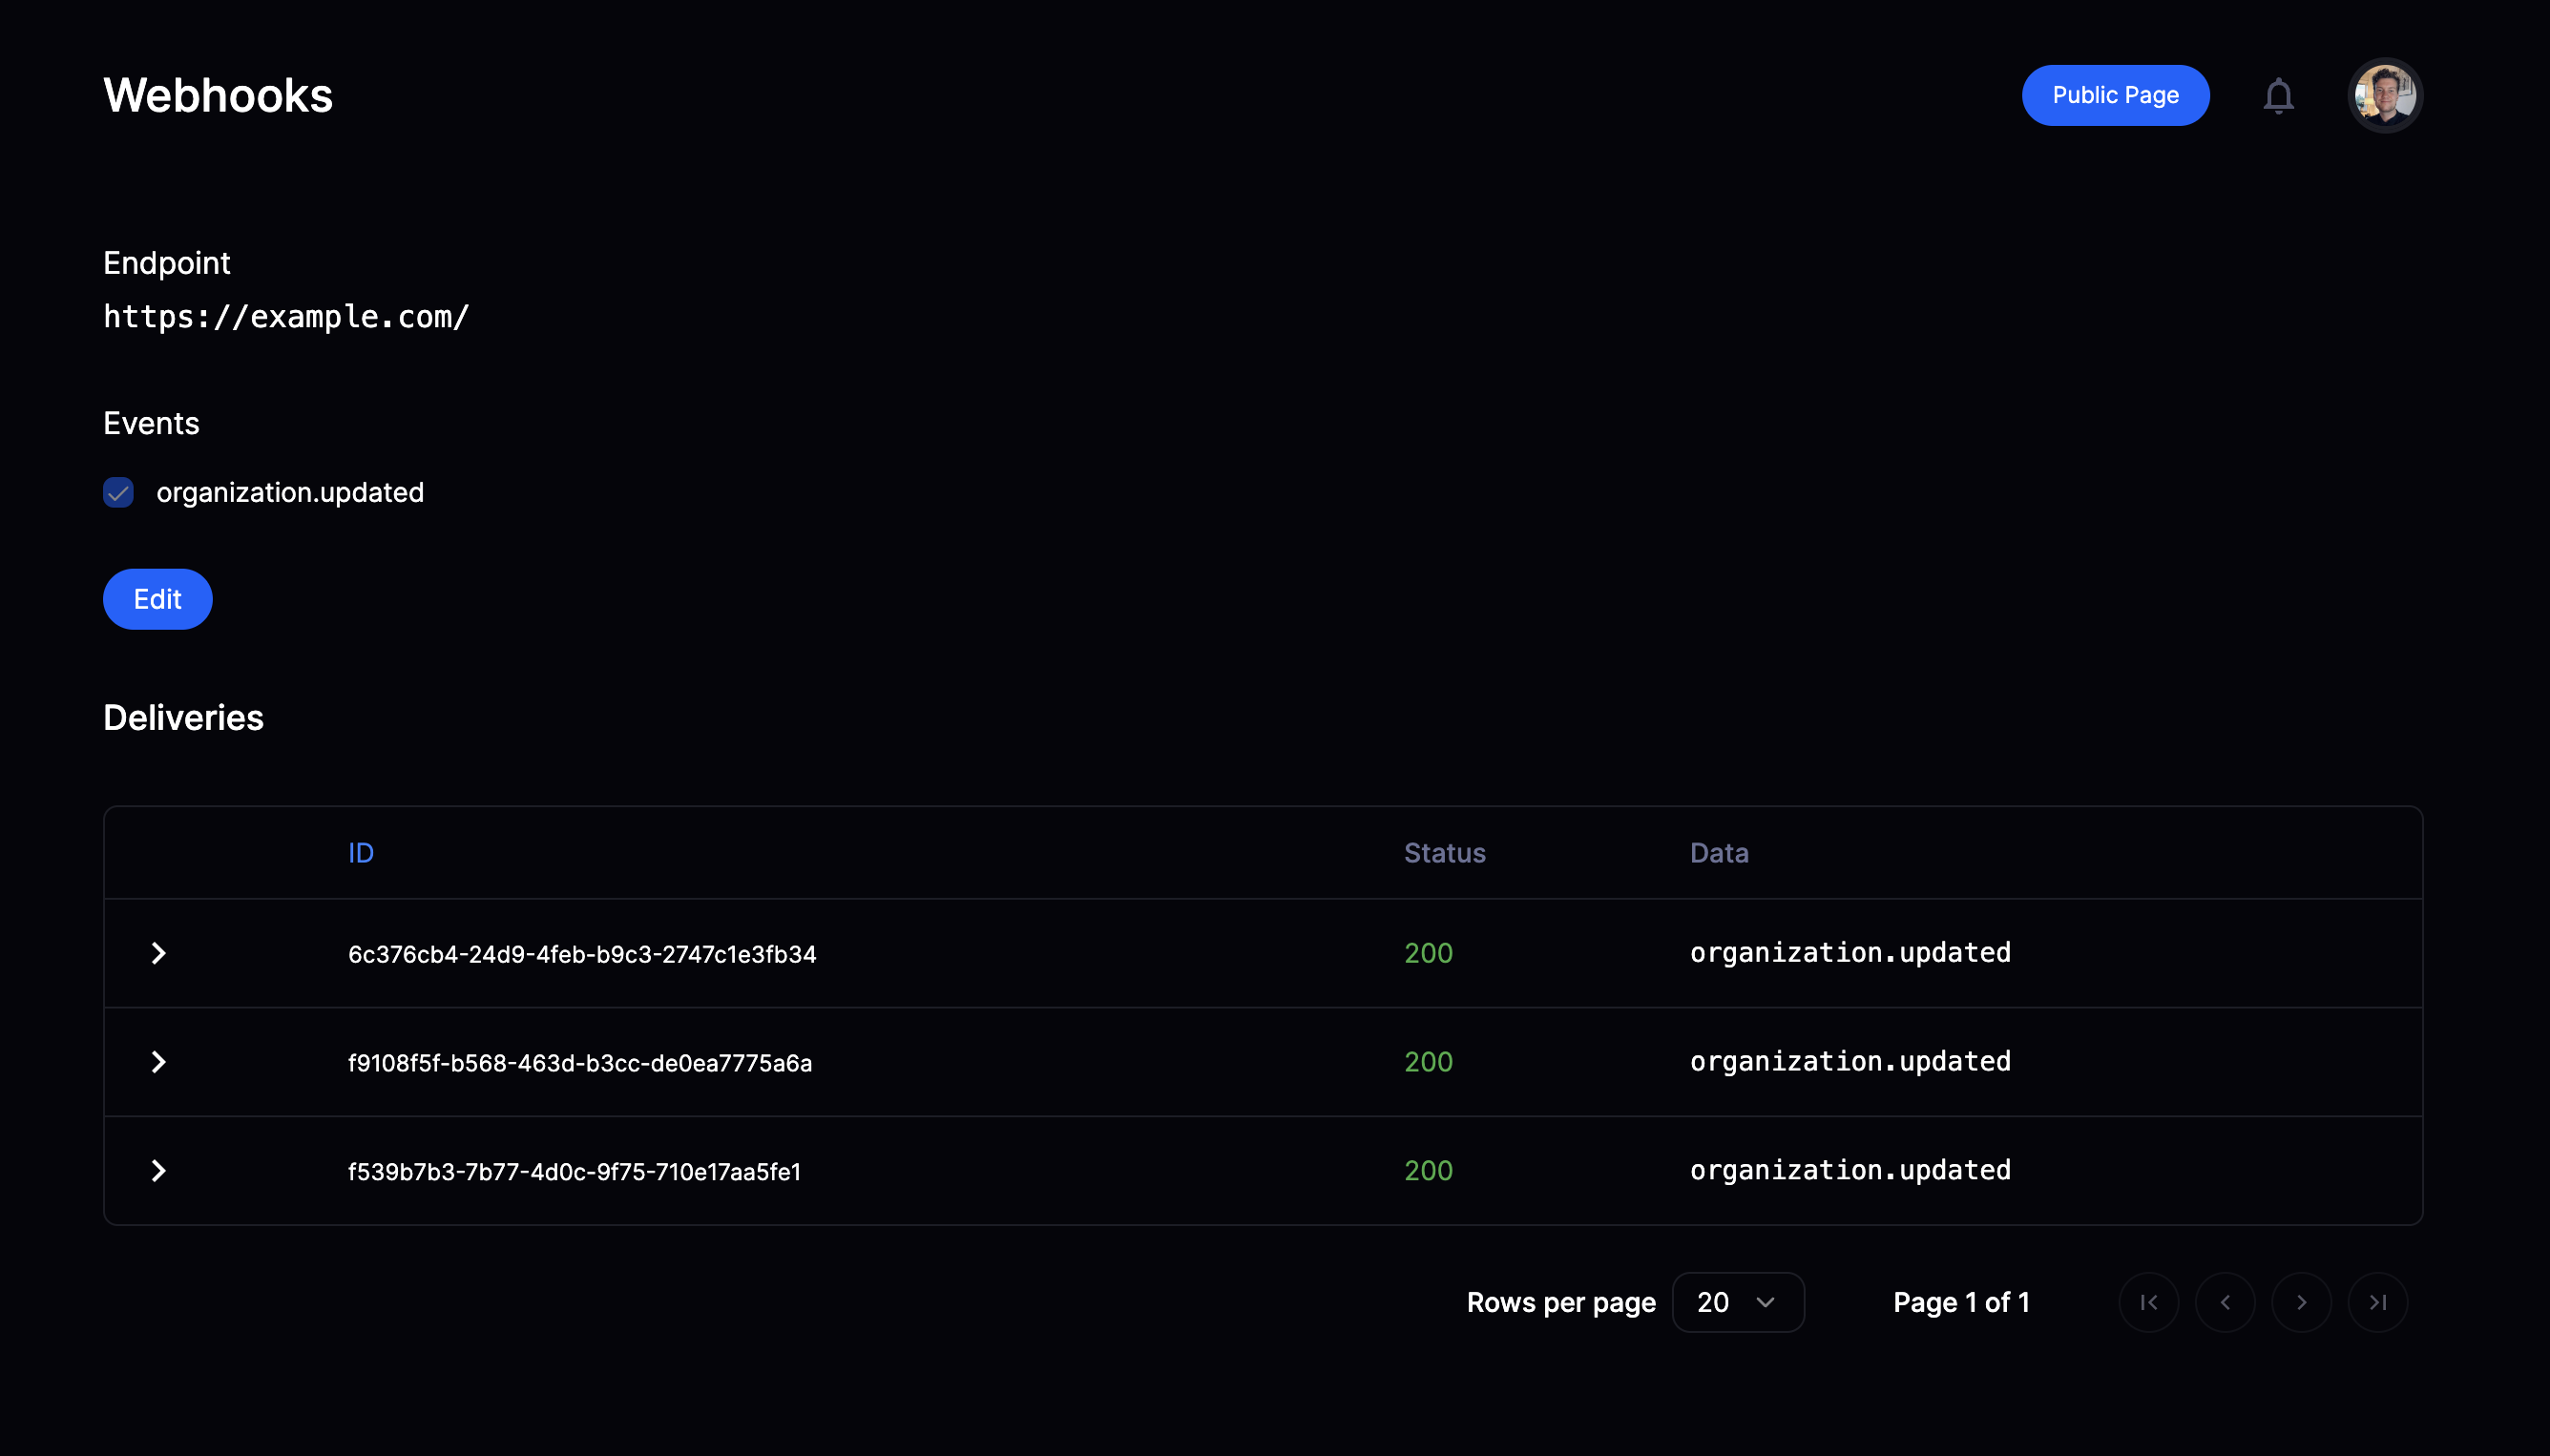 Webhooks
Public Page
Endpoint
https://example.com/
Events
organization.updated
Edit
Deliveries
ID Status Data
6c376cb4-24d9-4feb-b9c3-2747c1e3fb34 200 organization.updated
f9108f5f-b568-463d-b3cc-de0ea7775a6a 200 organization.updated
f539b7b3-7b77-4d0c-9f75-710e17aa5fe1 200 organization.updated
Rows per page 20 Page 1 of 1